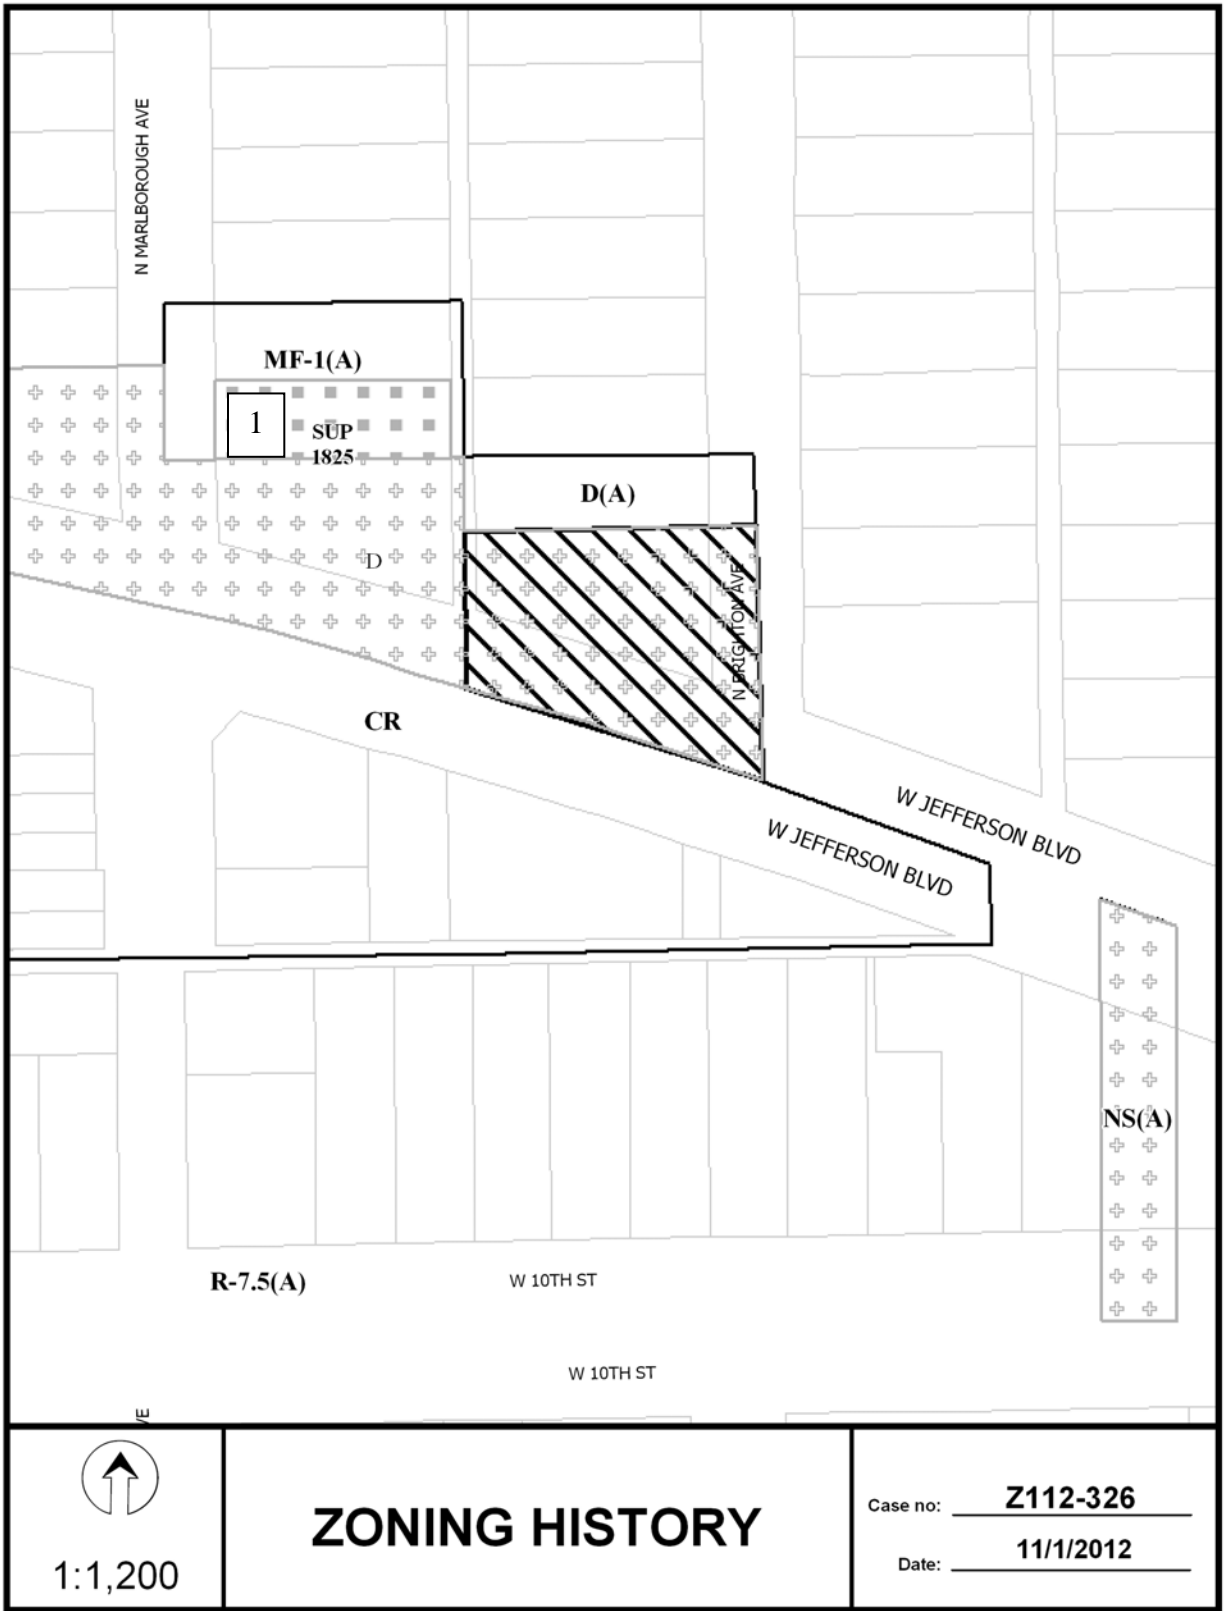 N MARLBOROUGH AVE
MF-1(A)
1
SUP
1825
D(A)
D
N BRIGHTON AVE
CR
W JEFFERSON BLVD
W JEFFERSON BLVD
NS(A)
R-7.5(A)
W 10TH ST
W 10TH ST
VE
1:1,200
ZONING HISTORY
Case no: Z112-326
Date: 11/1/2012